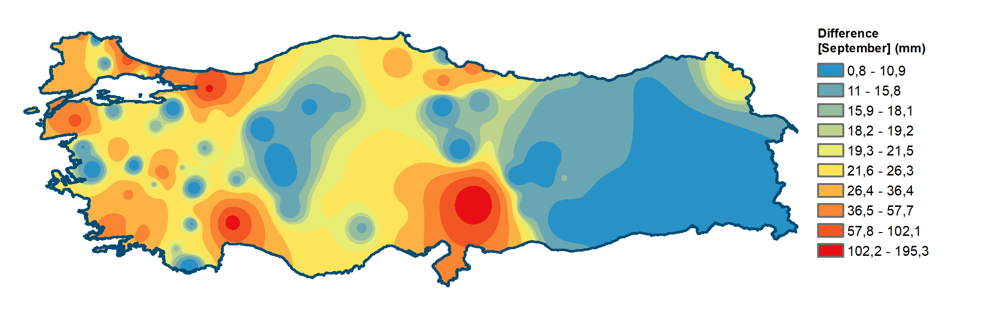 Difference
[September] (mm)
0,8 - 10,9
11 - 15,8
15,9 - 18,1
18,2 - 19,2
19,3 - 21,5
21,6 - 26,3
26,4 - 36,4
36,5 - 57,7
57,8 - 102,1
102,2 - 195,3